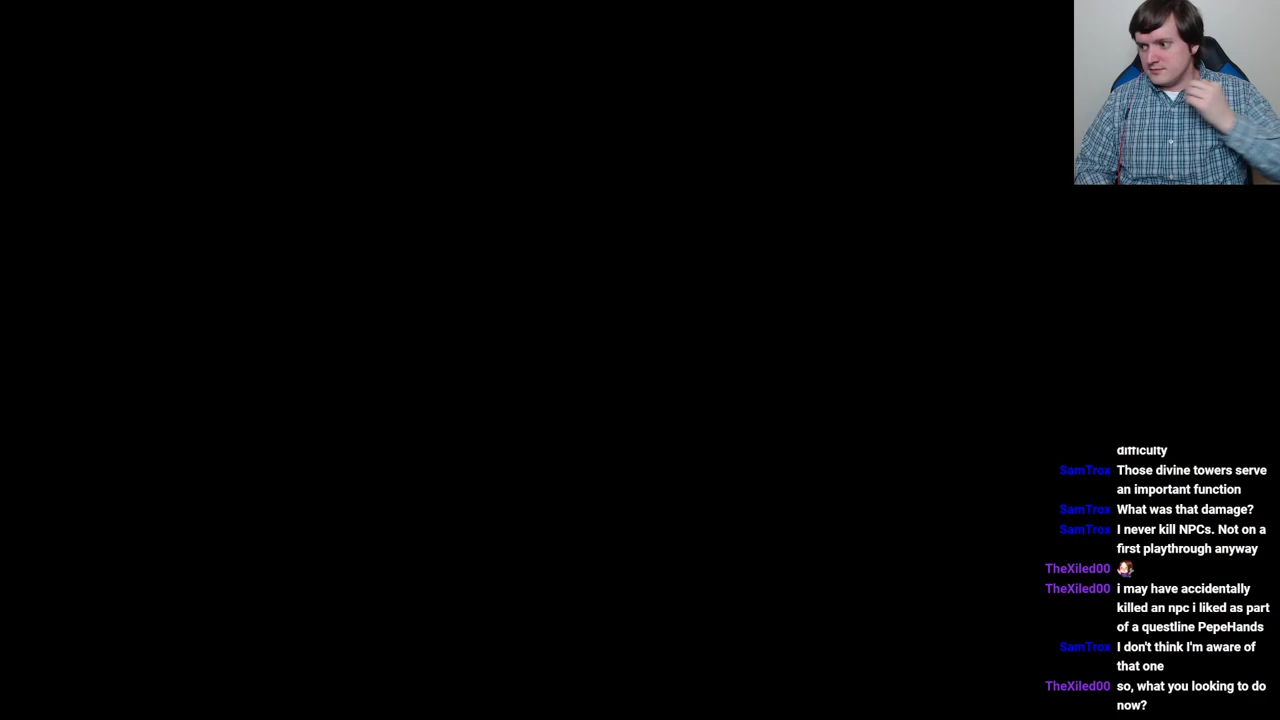 difficulty
SamTrox Those divine towers serve
an important function
SamTrox What was that damage?
SamTrox I never kill NPCs. Not on a
first playthrough anyway
TheXiled00
TheXiled00 i may have accidentally
killed an npc i liked as part
of a questline PepeHands
SamTrox I don't think I'm aware of
that one
TheXiled00 so, what you looking to do
now?